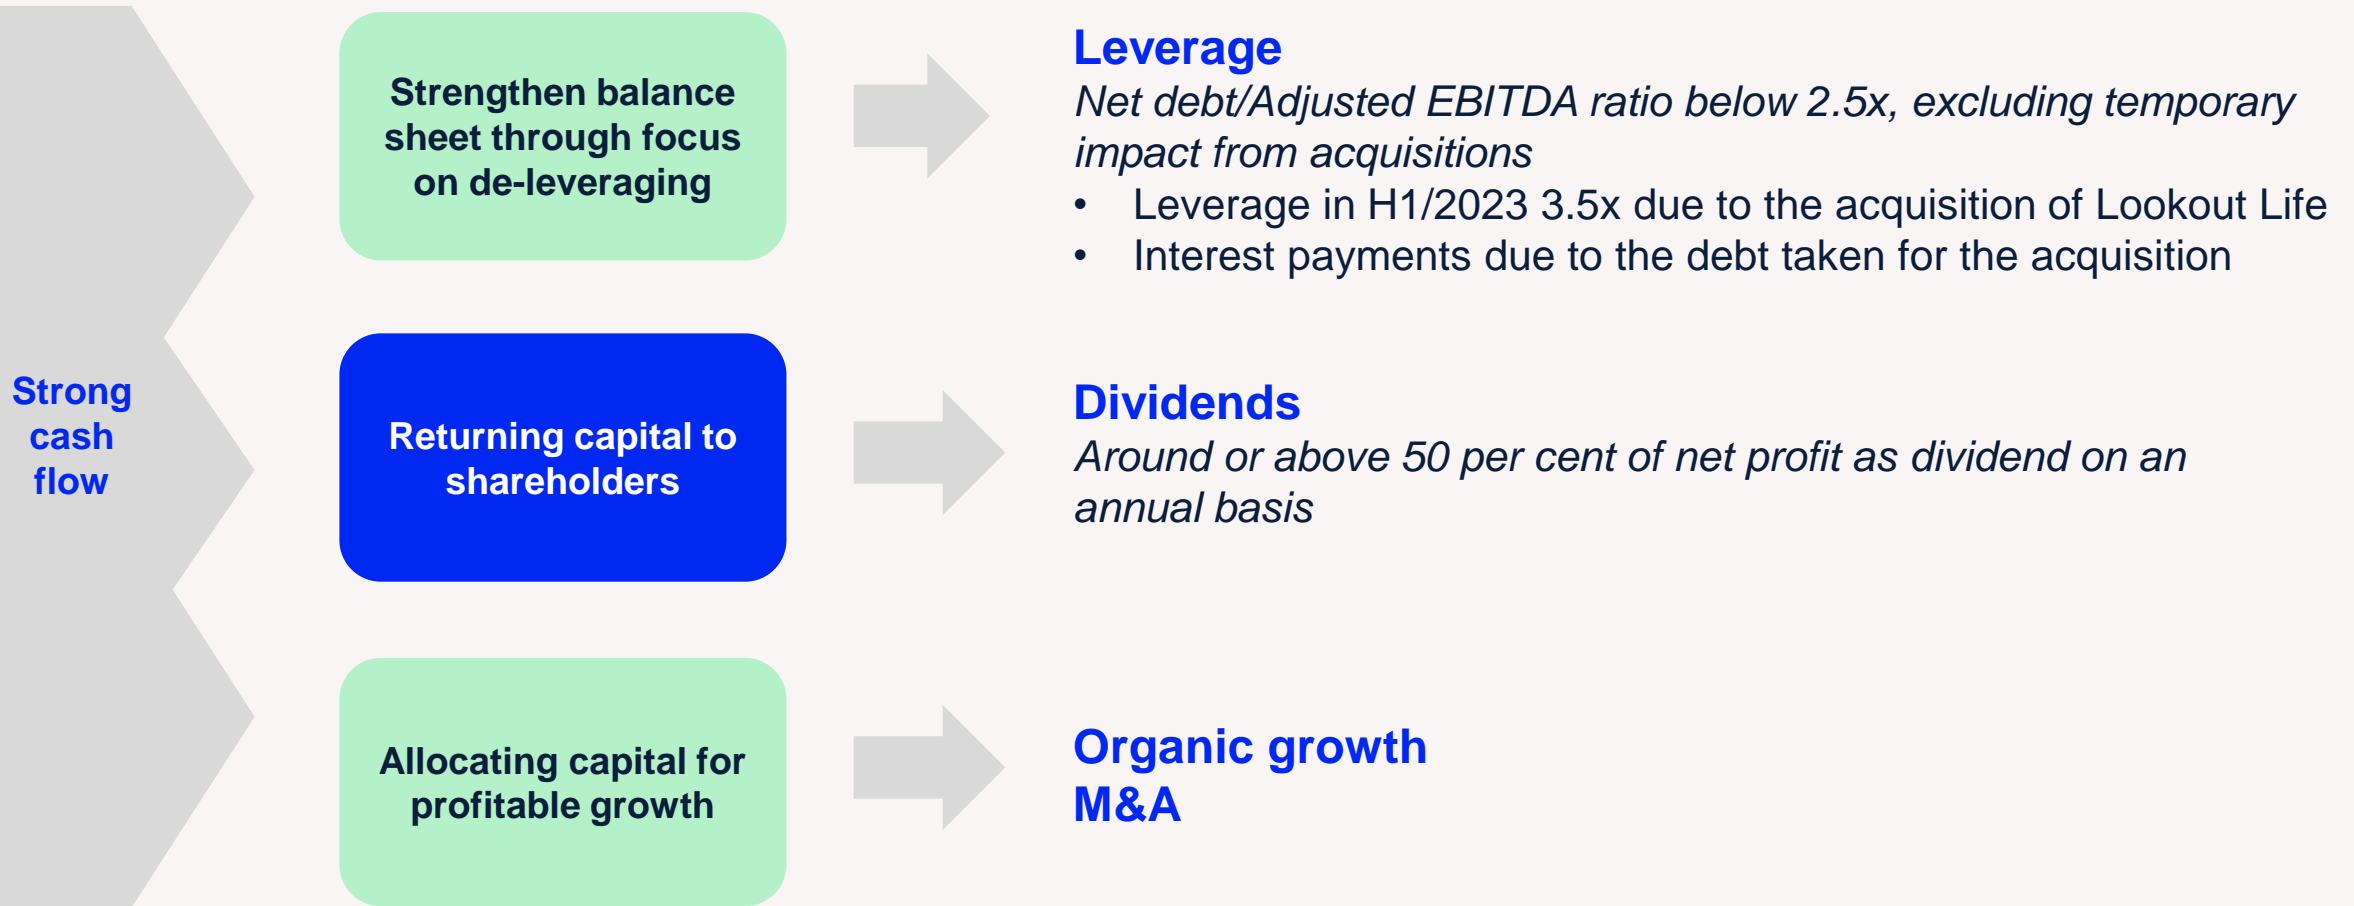 Strong
cash
flow
Strengthen balance
sheet through focus
on de-leveraging
Leverage
Net debt/Adjusted EBITDA ratio below 2.5x, excluding temporary
impact from acquisitions
• Leverage in H1/2023 3.5x due to the acquisition of Lookout Life
• Interest payments due to the debt taken for the acquisition
Returning capital to
shareholders
Dividends
Around or above 50 per cent of net profit as dividend on an
annual basis
Allocating capital for
profitable growth
Organic growth
M&A